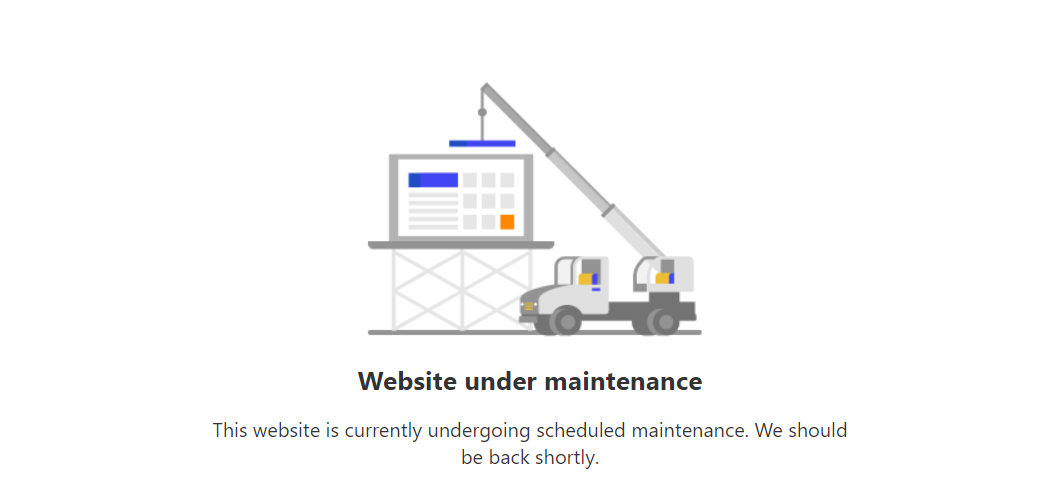 Website under maintenance
This website is currently undergoing scheduled maintenance. We should
be back shortly.